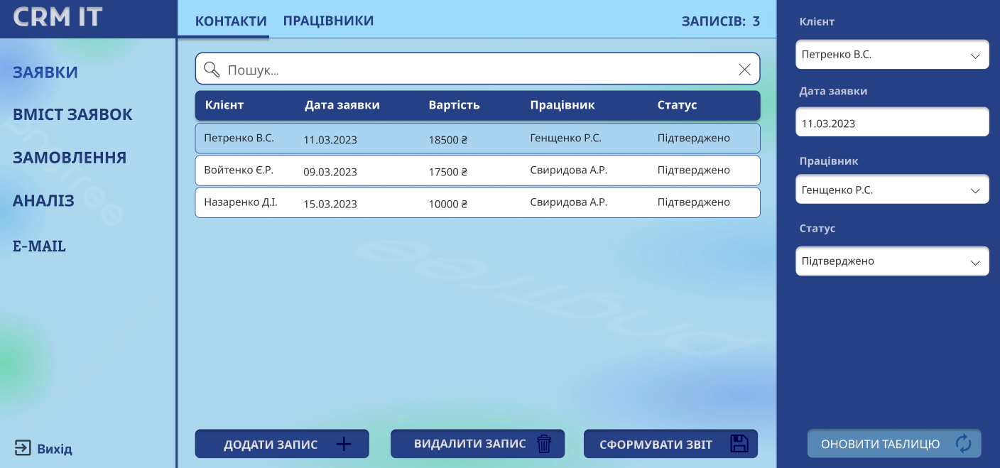 CRM IT
ЗАЯВКИ
ВМІСТ ЗАЯВОК
ЗАМОВЛЕННЯ
АНАЛІЗ
E-MAIL
Вихід
КОНТАКТИ ПРАЦІВНИКИ ЗАПИСІВ: 3
Пошук...
Клієнт Дата заявки Вартість Працівник Статус
Петренко В.С. 11.03.2023 18500 ₴ Генщенко Р.С. Підтверджено
Войтенко Є.Р. 09.03.2023 17500 ₴ Свиридова А.Р. Підтверджено
Назаренко Д.І. 15.03.2023 10000 ₴ Свиридова А.Р. Підтверджено
pngtree
pngtree
ДОДАТИ ЗАПИС ВИДАЛИТИ ЗАПИС СФОРМУВАТИ ЗВІТ
Клієнт
Петренко В.С.
Дата заявки
11.03.2023
Працівник
Генщенко Р.С.
Статус
Підтверджено
ОНОВИТИ ТАБЛИЦЮ